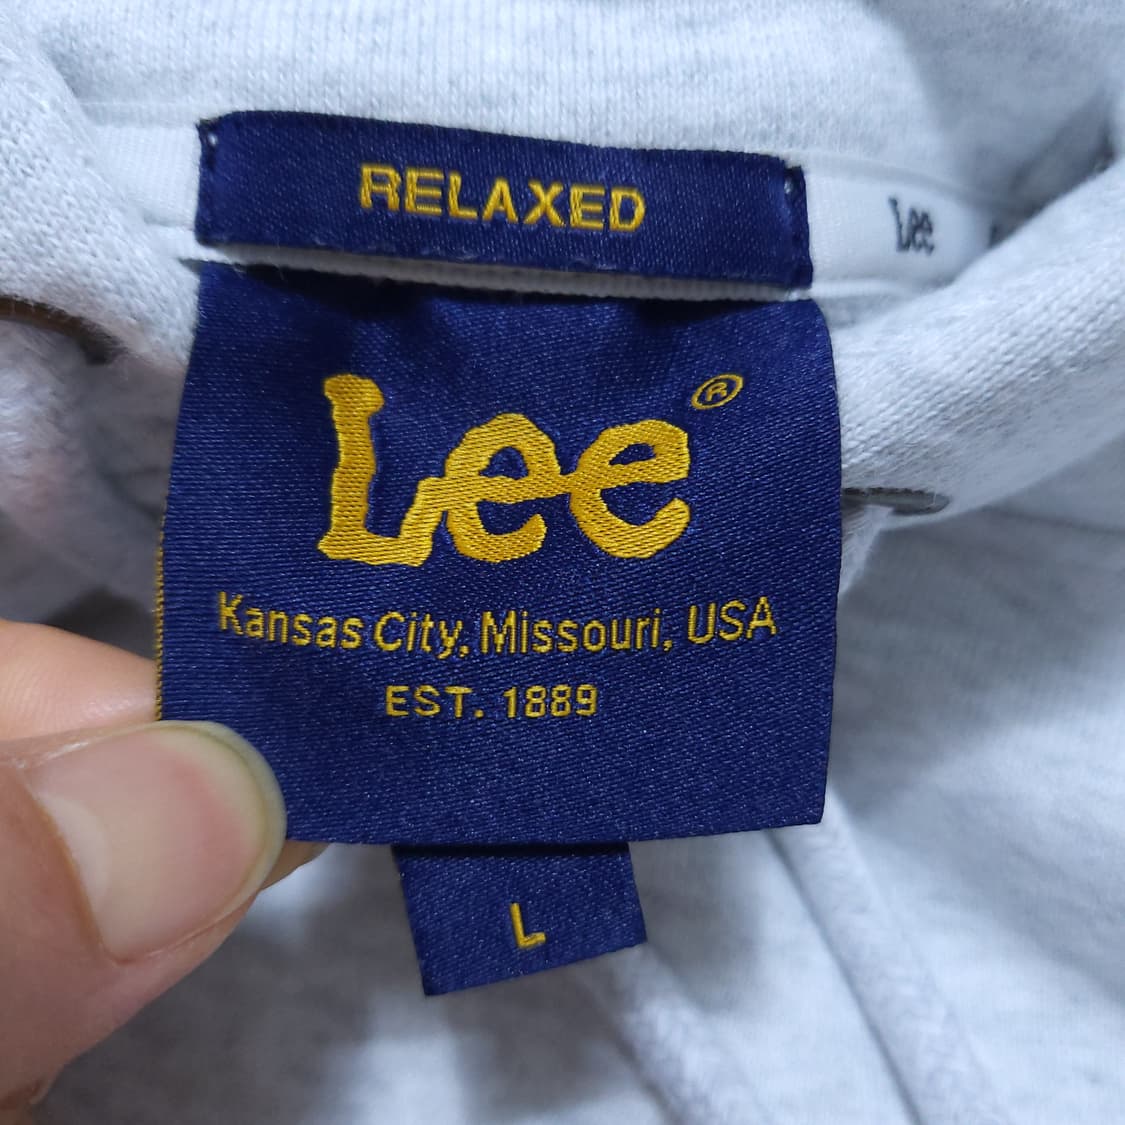 RELAXED
Lee
Lee®
Kansas City, Missouri, USA
EST. 1889
L